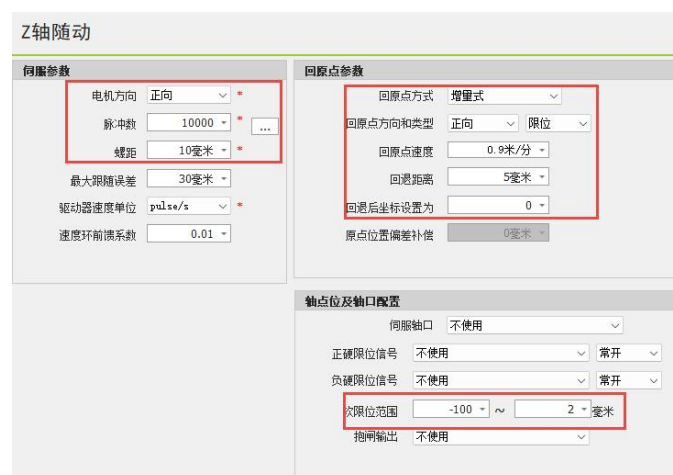 Z轴随动
伺服参数
电机方向 正向 *
脉冲数 10000 * ...
螺距 10毫米 *
最大跟随误差 30毫米
驱动器速度单位 pulse/s *
速度环前馈系数 0.01
回原点参数
回原点方式 增量式
回原点方向和类型 正向 限位
回原点速度 0.9米/分
回退距离 5毫米
回退后坐标设置为 0
原点位置偏差补偿 0毫米
轴点位及轴口配置
伺服轴口 不使用
正硬限位信号 不使用 常开
负硬限位信号 不使用 常开
软限位范围 -100 ~ 2 毫米
抱闸输出 不使用